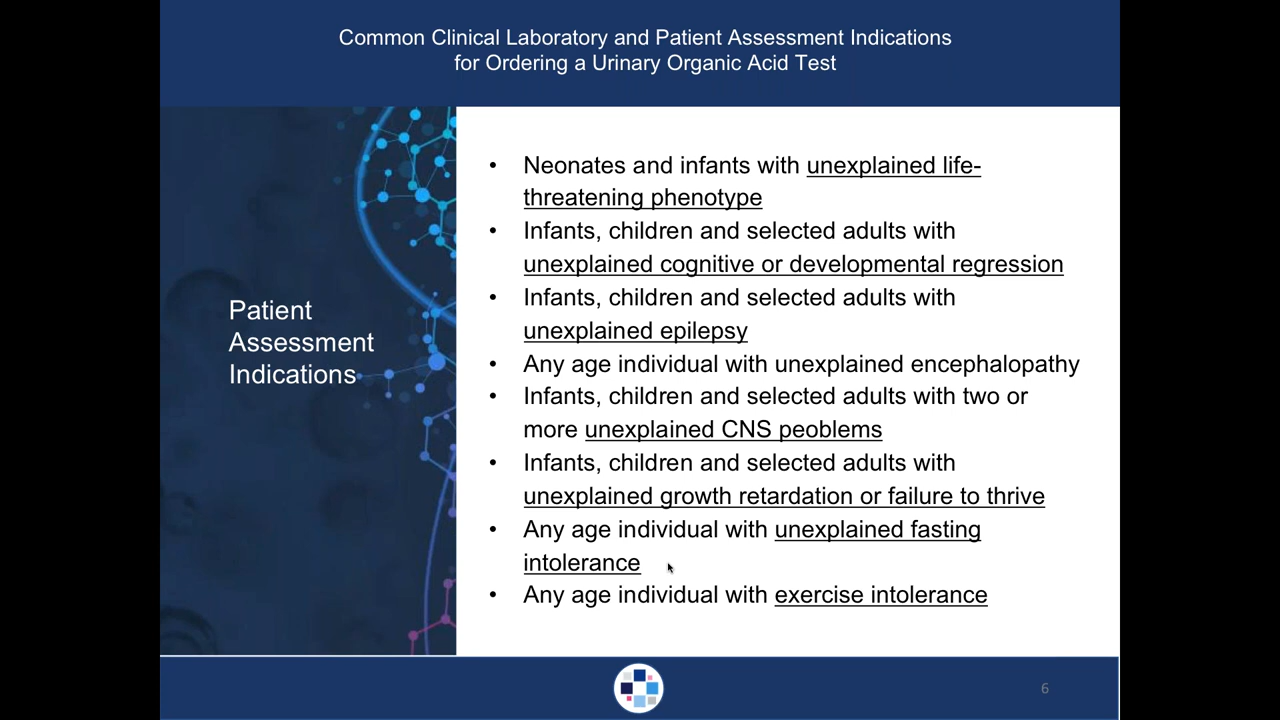 Common Clinical Laboratory and Patient Assessment Indications
for Ordering a Urinary Organic Acid Test
Patient
Assessment
Indications
• Neonates and infants with unexplained life-
threatening phenotype
• Infants, children and selected adults with
unexplained cognitive or developmental regression
• Infants, children and selected adults with
unexplained epilepsy
• Any age individual with unexplained encephalopathy
• Infants, children and selected adults with two or
more unexplained CNS peoblems
• Infants, children and selected adults with
unexplained growth retardation or failure to thrive
• Any age individual with unexplained fasting
intolerance
• Any age individual with exercise intolerance
6